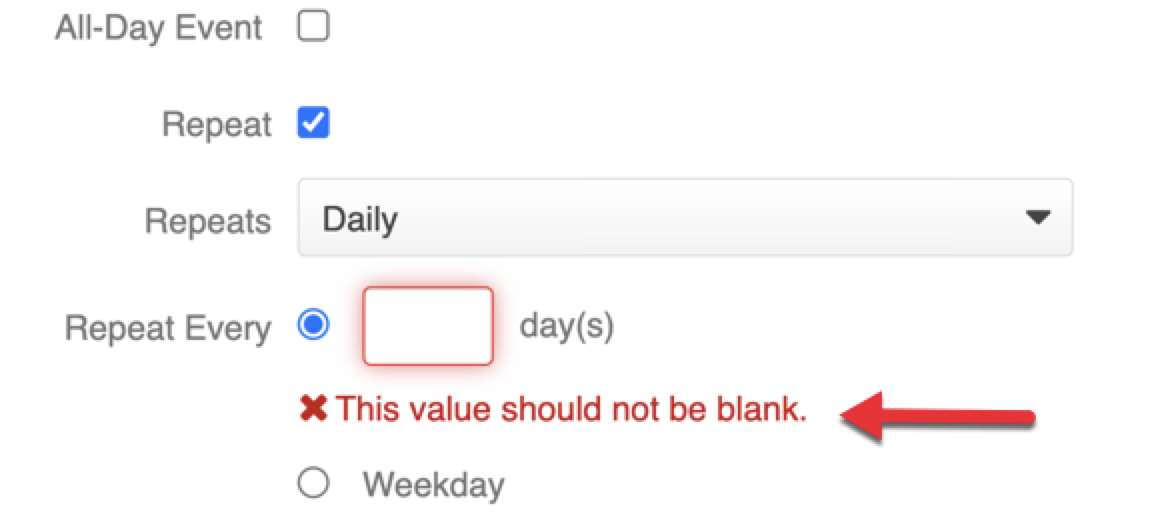 All-Day Event
Repeat
Repeats Daily
Repeat Every day(s)
This value should not be blank.
Weekday